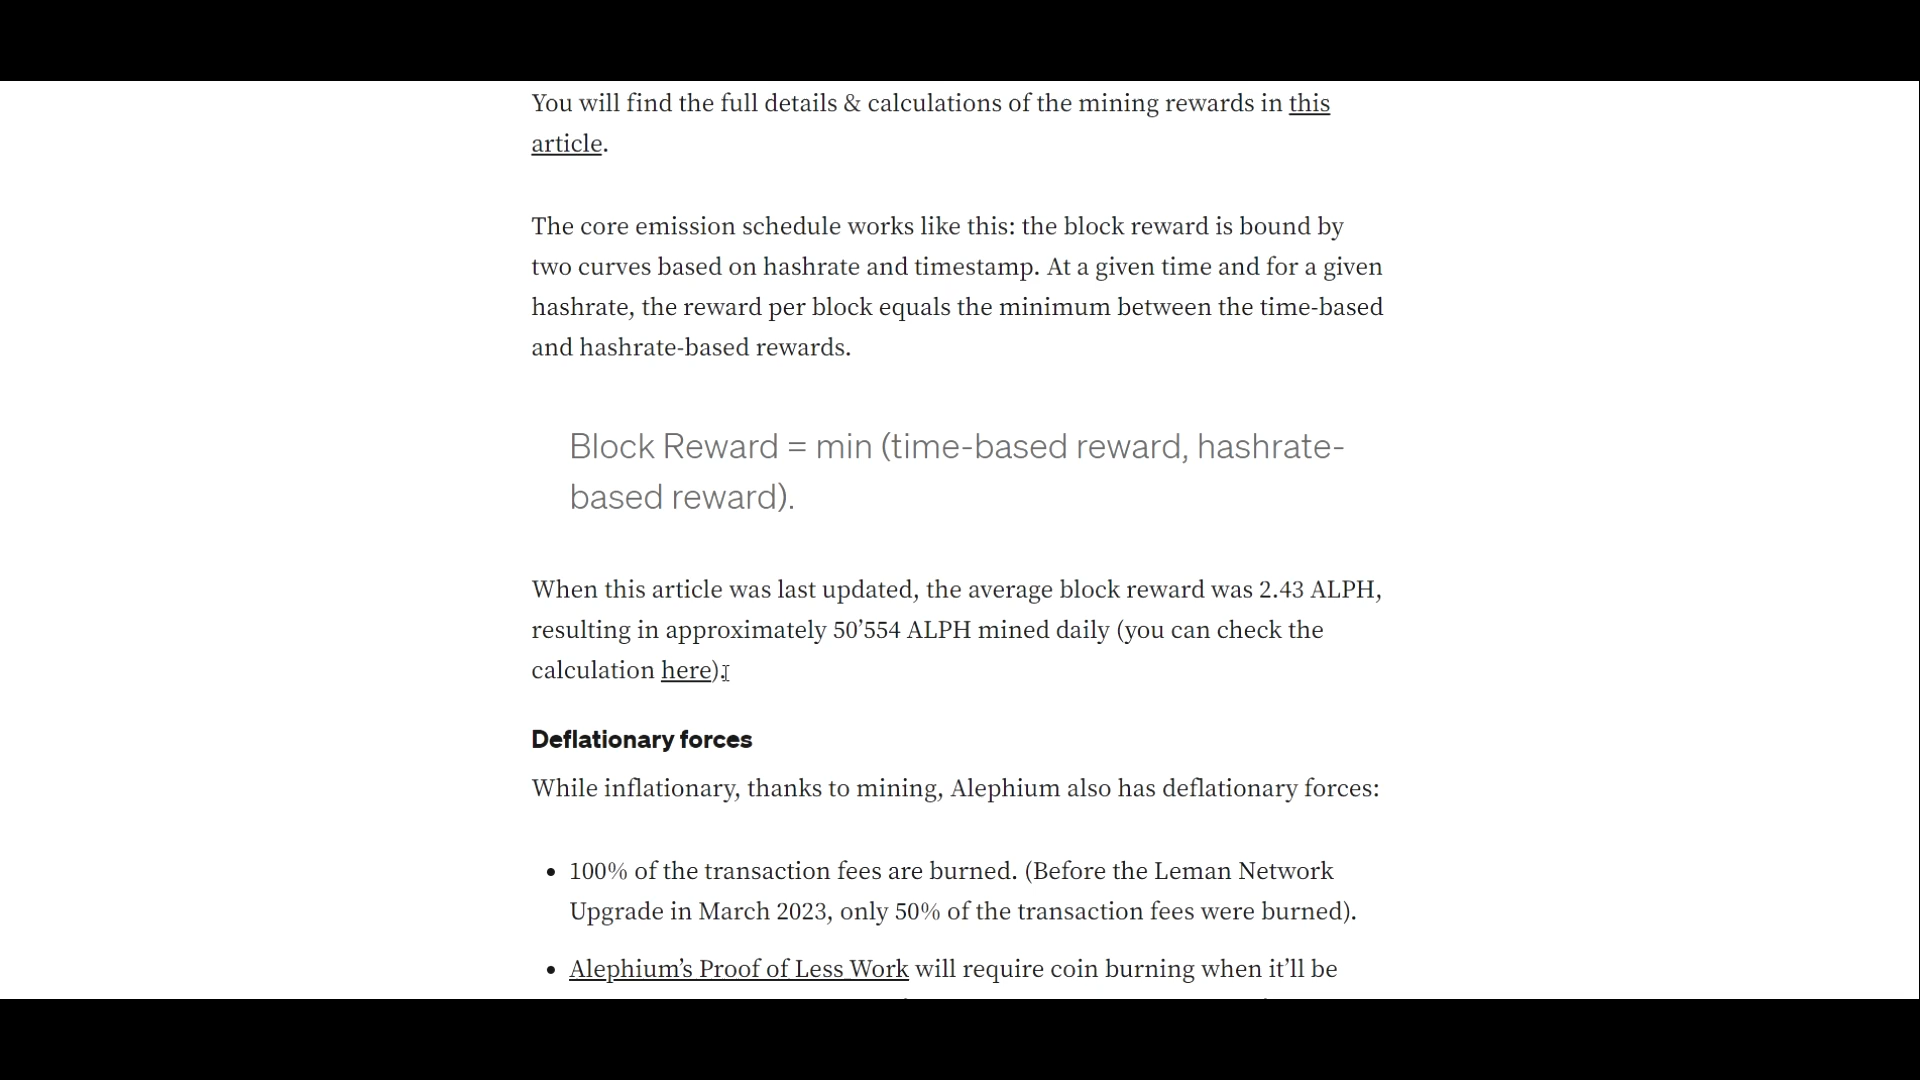 You will find the full details & calculations of the mining rewards in this
article.
The core emission schedule works like this: the block reward is bound by
two curves based on hashrate and timestamp. At a given time and for a given
hashrate, the reward per block equals the minimum between the time-based
and hashrate-based rewards.
Block Reward = min (time-based reward, hashrate-
based reward).
When this article was last updated, the average block reward was 2.43 ALPH,
resulting in approximately 50’554 ALPH mined daily (you can check the
calculation here).
Deflationary forces
While inflationary, thanks to mining, Alephium also has deflationary forces:
• 100% of the transaction fees are burned. (Before the Leman Network
Upgrade in March 2023, only 50% of the transaction fees were burned).
• Alephium’s Proof of Less Work will require coin burning when it’ll be